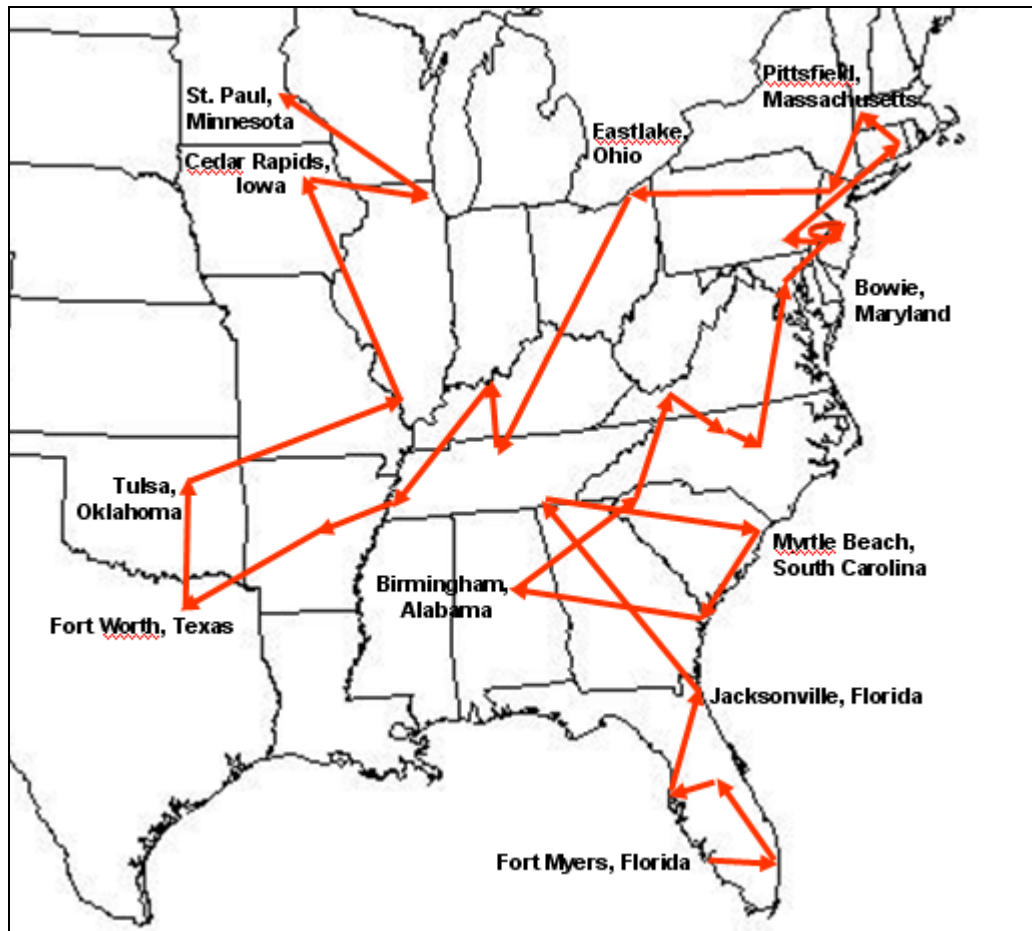 St. Paul,
Minnesota
Cedar Rapids,
Iowa
Pittsfield,
Massachusetts
Eastlake,
Ohio
Bowie,
Maryland
Tulsa,
Oklahoma
Fort Worth, Texas
Birmingham,
Alabama
Myrtle Beach,
South Carolina
Jacksonville, Florida
Fort Myers, Florida